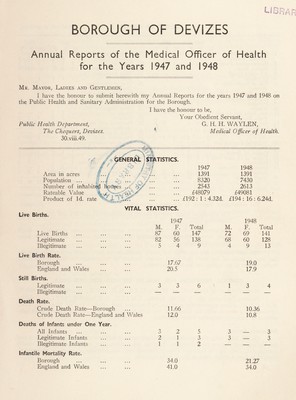 LIBRAR
BOROUGH OF DEVIZES
Annual Reports of the Medical Officer of Health
for the Years 1947 and 1948
MR. MAYOR, LADIES AND GENTLEMEN,
I have the honour to submit herewith my Annual Reports for the years 1947 and 1948 on
the Public Health and Sanitary Administration for the Borough.
I have the honour to be,
Your Obedient Servant,
Public Health Department, G. H. H. WAYLEN,
The Chequers, Devizes. Medical Officer of Health.
30.viii.49.
GENERAL STATISTICS.
1947 1948
Area in acres 1391 1391
Population 8320 7430
Number of inhabited houses 2543 2613
Rateable Value £48079 £49081
Product of 1d. rate £192 : 1 : 4.32d. £194 : 16 : 6.24d.
VITAL STATISTICS.
Live Births.
1947 1948
M. F. Total M. F. Total
Live Births ... 87 60 147 72 69 141
Legitimate ... 82 56 138 68 60 128
Illegitimate ... 5 4 9 4 9 13
Live Birth Rate.
Borough ... 17.67 19.0
England and Wales ... 20.5 17.9
Still Births.
Legitimate ... 3 3 6 1 3 4
Illegitimate ... — — — — — —
Death Rate.
Crude Death Rate—Borough ... 11.66 10.36
Crude Death Rate—England and Wales 12.0 10.8
Deaths of Infants under One Year.
All Infants ... 3 2 5 3 — 3
Legitimate Infants ... 2 1 3 3 — 3
Illegitimate Infants ... 1 1 2 — — —
Infantile Mortality Rate.
Borough ... 34.0 21.27
England and Wales ... 41.0 34.0